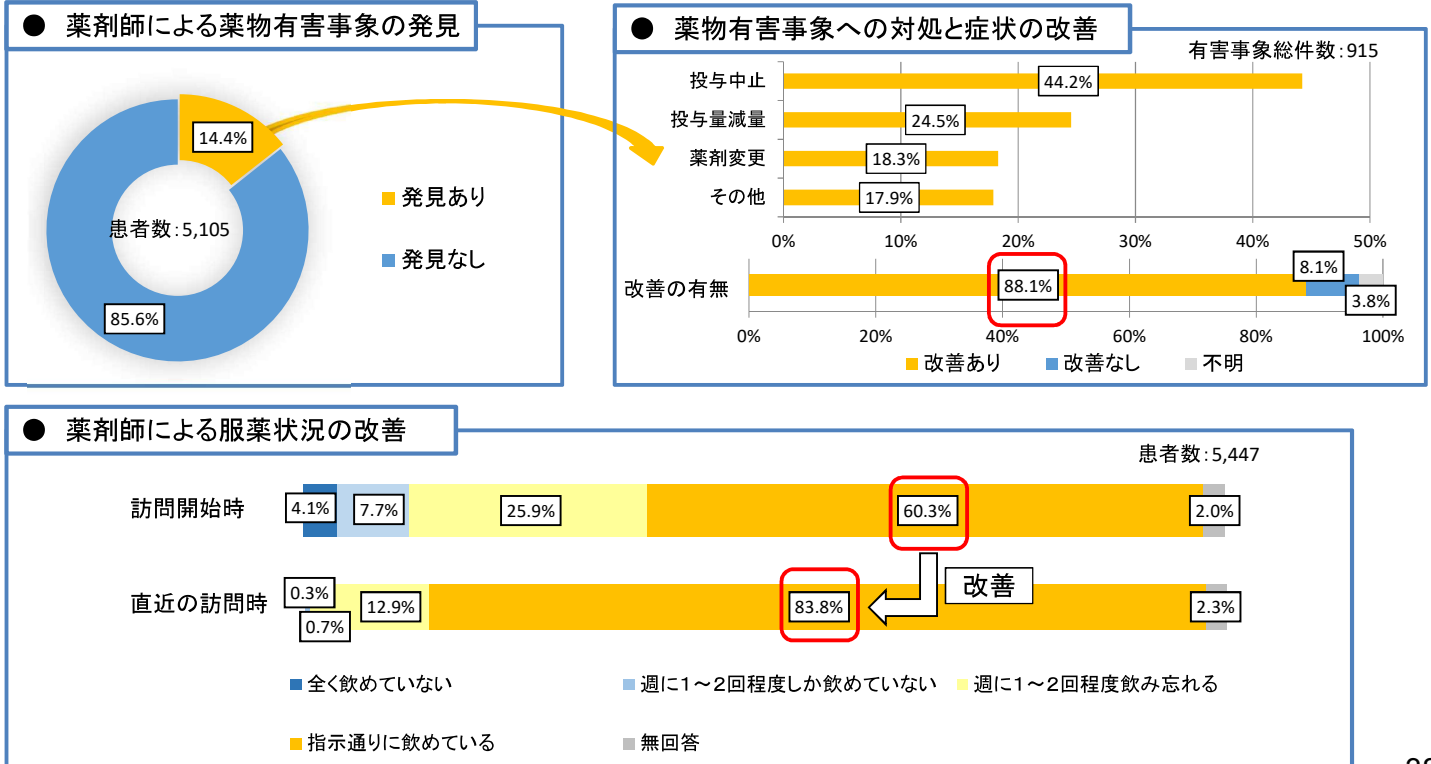 ● 薬剤師による薬物有害事象の発見
14.4%
患者数：5,105
85.6%
発見あり
発見なし
● 薬物有害事象への対処と症状の改善
有害事象総件数：915
投与中止 44.2%
投与量減量 24.5%
薬剤変更 18.3%
その他 17.9%
0% 10% 20% 30% 40% 50%
改善の有無 88.1% 8.1% 3.8%
0% 20% 40% 60% 80% 100%
改善あり 改善なし 不明
● 薬剤師による服薬状況の改善
患者数：5,447
訪問開始時 4.1% 7.7% 25.9% 60.3% 2.0%
改善
直近の訪問時 0.3% 0.7% 12.9% 83.8% 2.3%
全く飲めていない 週に１～２回程度しか飲めていない 週に１～２回程度飲み忘れる
指示通りに飲めている 無回答